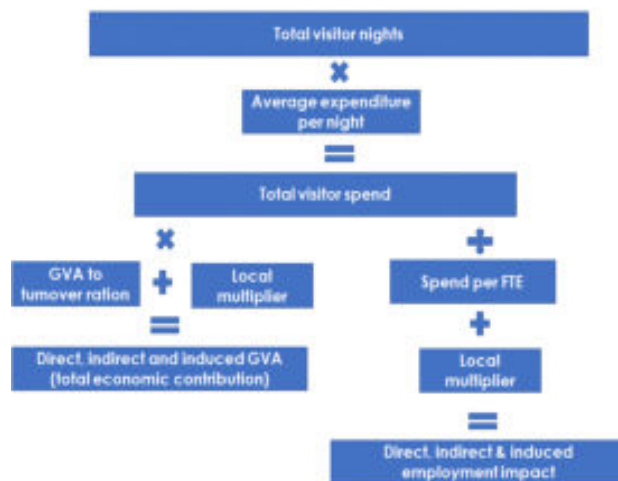 Total visitor nights
Average expenditure
per night
Total visitor spend
GVA to
turnover ration
Local
multiplier
Spend per FTE
Direct, indirect and induced GVA
(total economic contribution)
Local
multiplier
Direct, indirect & induced
employment impact